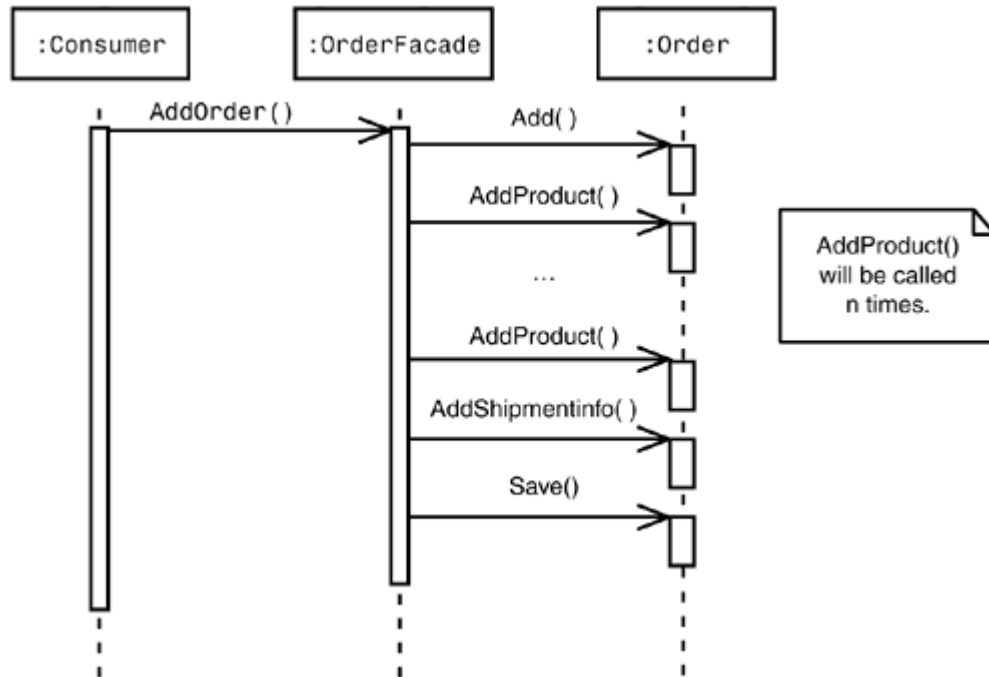 :Consumer
:OrderFacade
:Order
AddOrder()
Add( )
AddProduct( )
...
AddProduct( )
AddShipmentinfo( )
Save()
AddProduct()
will be called
n times.